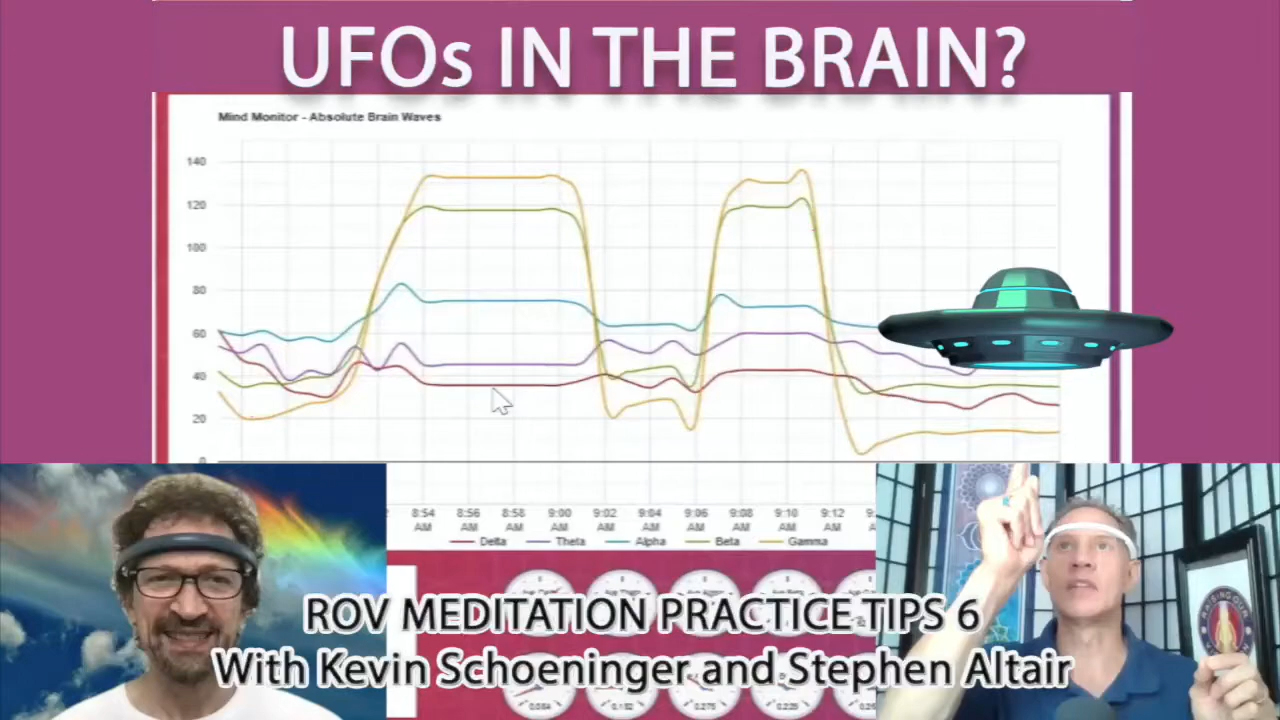 UFOs IN THE BRAIN?
Mind Monitor - Absolute Brain Waves
140
120
100
80
60
40
20
0
8:54 AM 8:56 AM 8:58 AM 9:00 AM 9:02 AM 9:04 AM 9:06 AM 9:08 AM 9:10 AM 9:12 AM
Delta Theta Alpha Beta Gamma
ROV MEDITATION PRACTICE TIPS 6
With Kevin Schoeninger and Stephen Altair